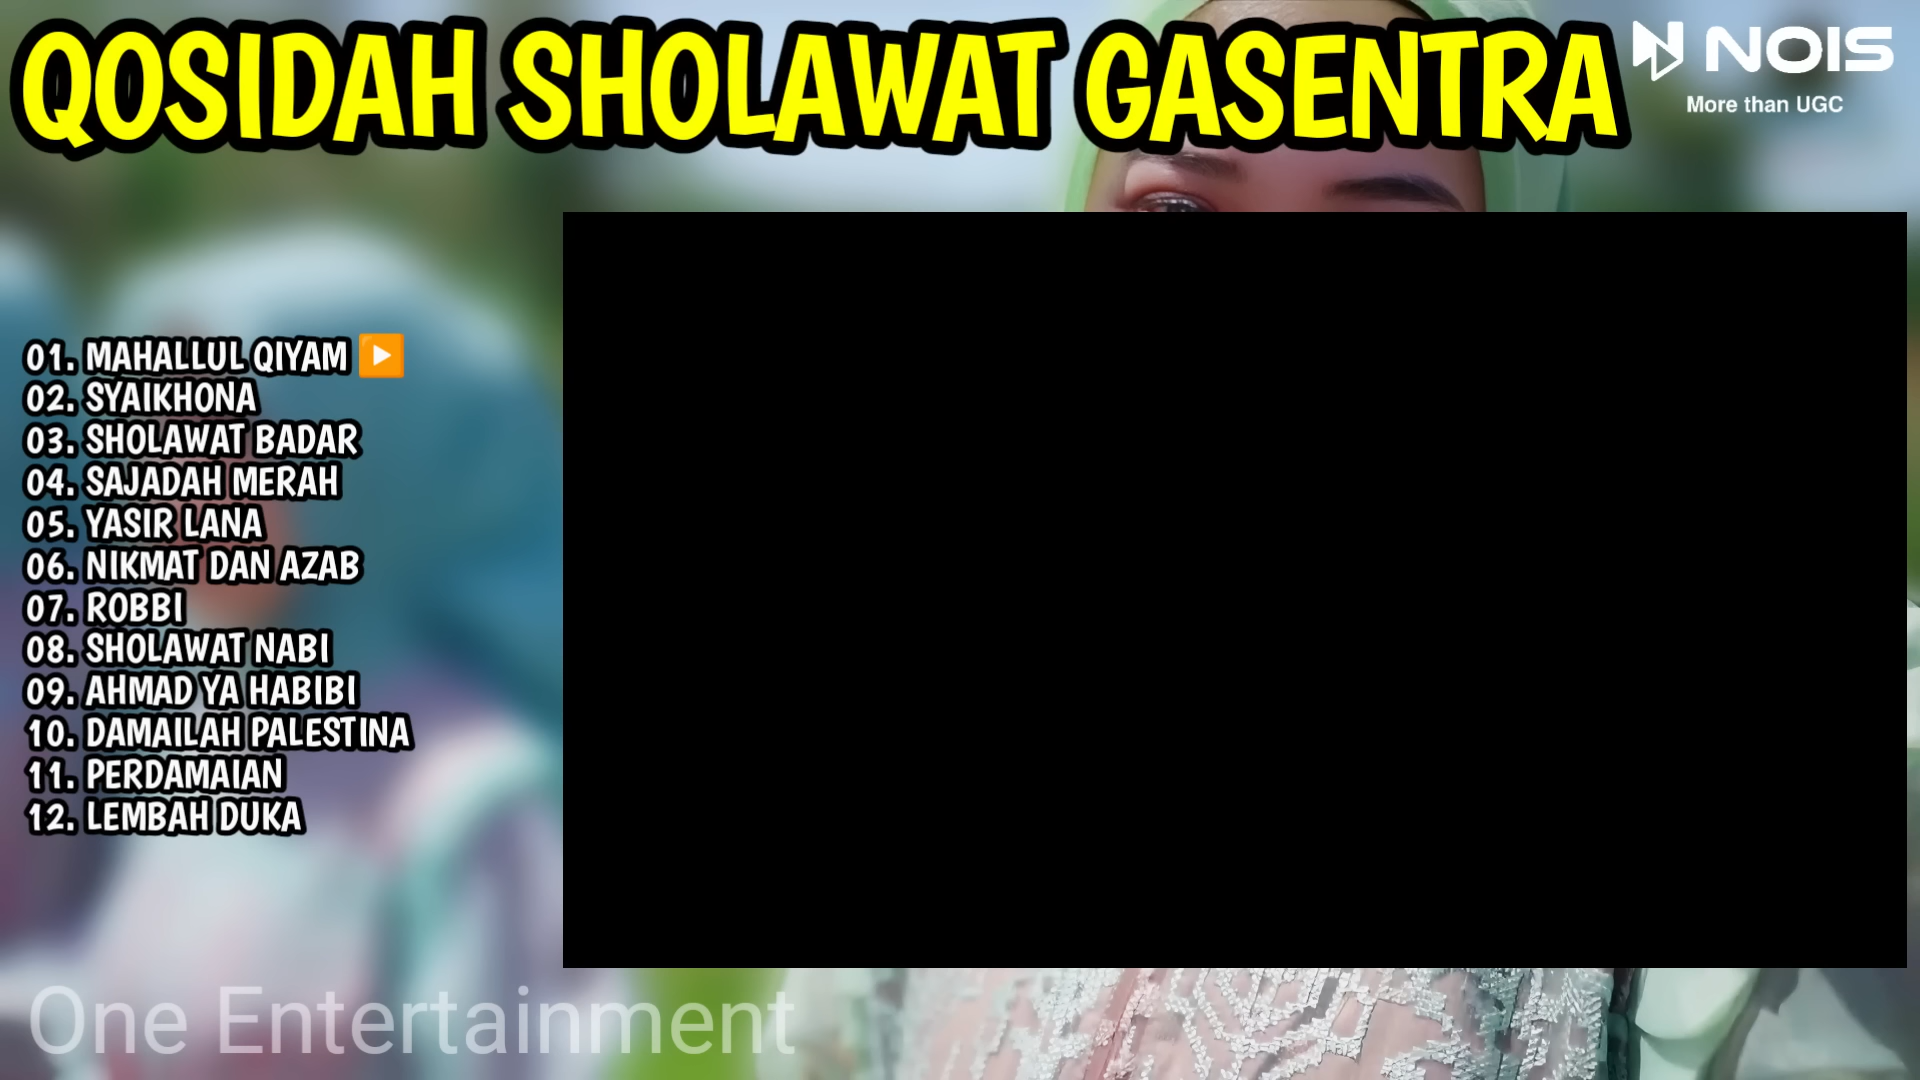 QOSIDAH SHOLAWAT GASENTRA
NOIS
More than UGC
01. MAHALLUL QIYAM
02. SYAIKHONA
03. SHOLAWAT BADAR
04. SAJADAH MERAH
05. YASIR LANA
06. NIKMAT DAN AZAB
07. ROBBI
08. SHOLAWAT NABI
09. AHMAD YA HABIBI
10. DAMAILAH PALESTINA
11. PERDAMAIAN
12. LEMBAH DUKA
One Entertainment